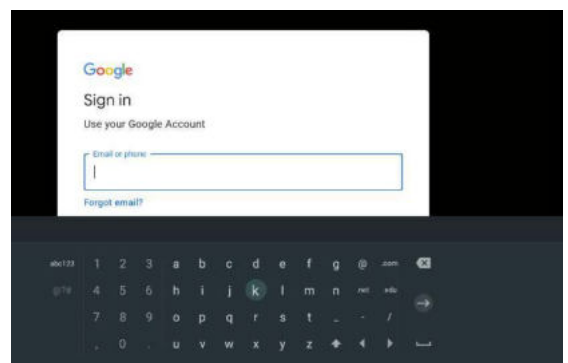 Google
Sign in
Use your Google Account
Email or phone
Forgot email?
abc123 1 2 3 a b c d e f g @ .com
4 5 6 h i j k l m n .net .edu
7 8 9 o p q r s t _ - /
, 0 . u v w x y z